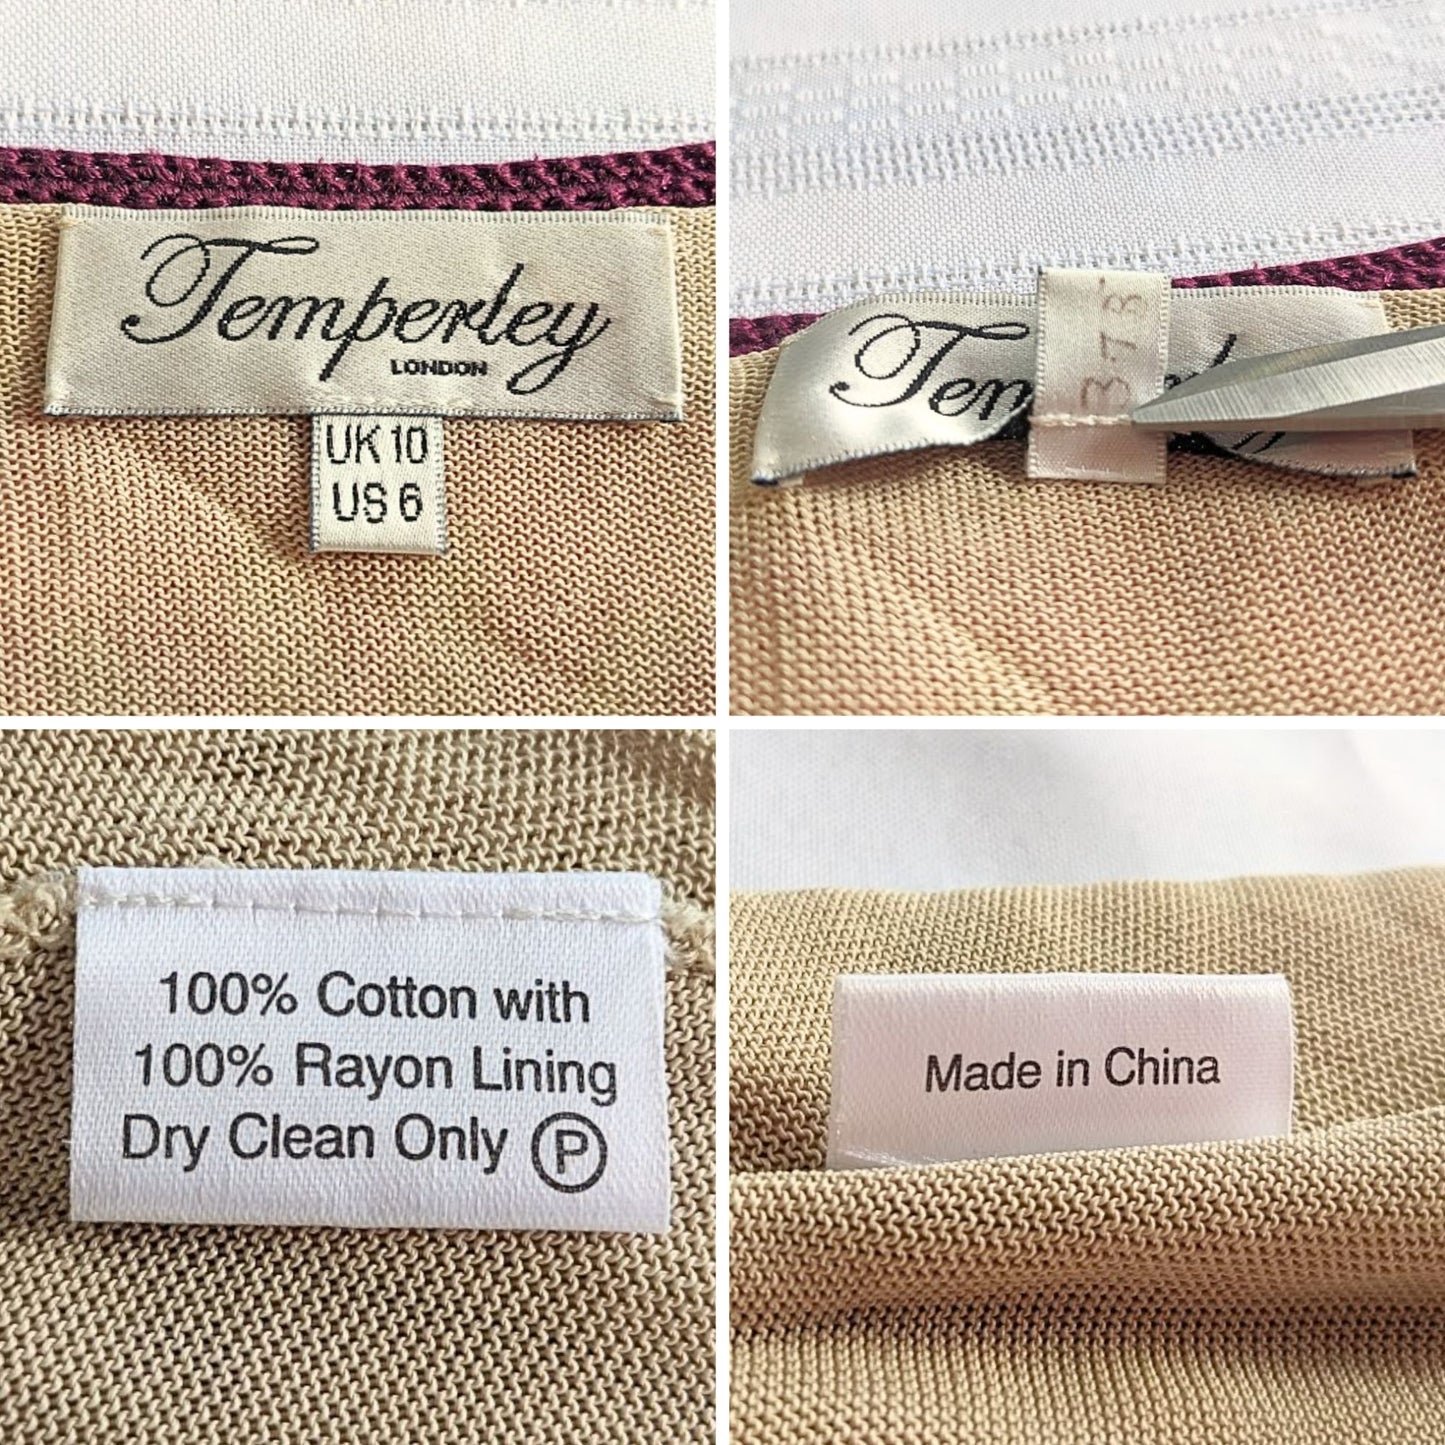 Temperley
LONDON
UK 10
US 6
Tem
378
100% Cotton with
100% Rayon Lining
Dry Clean Only Ⓟ
Made in China